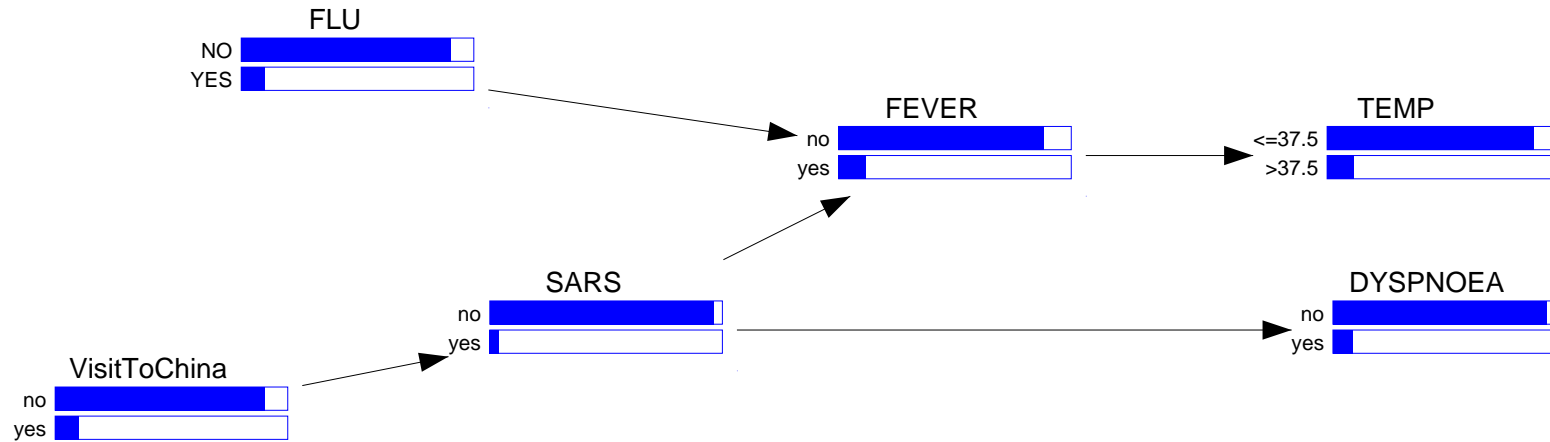 FLU
NO
YES
FEVER
no
yes
TEMP
<=37.5
>37.5
SARS
no
yes
DYSPNOEA
no
yes
VisitToChina
no
yes